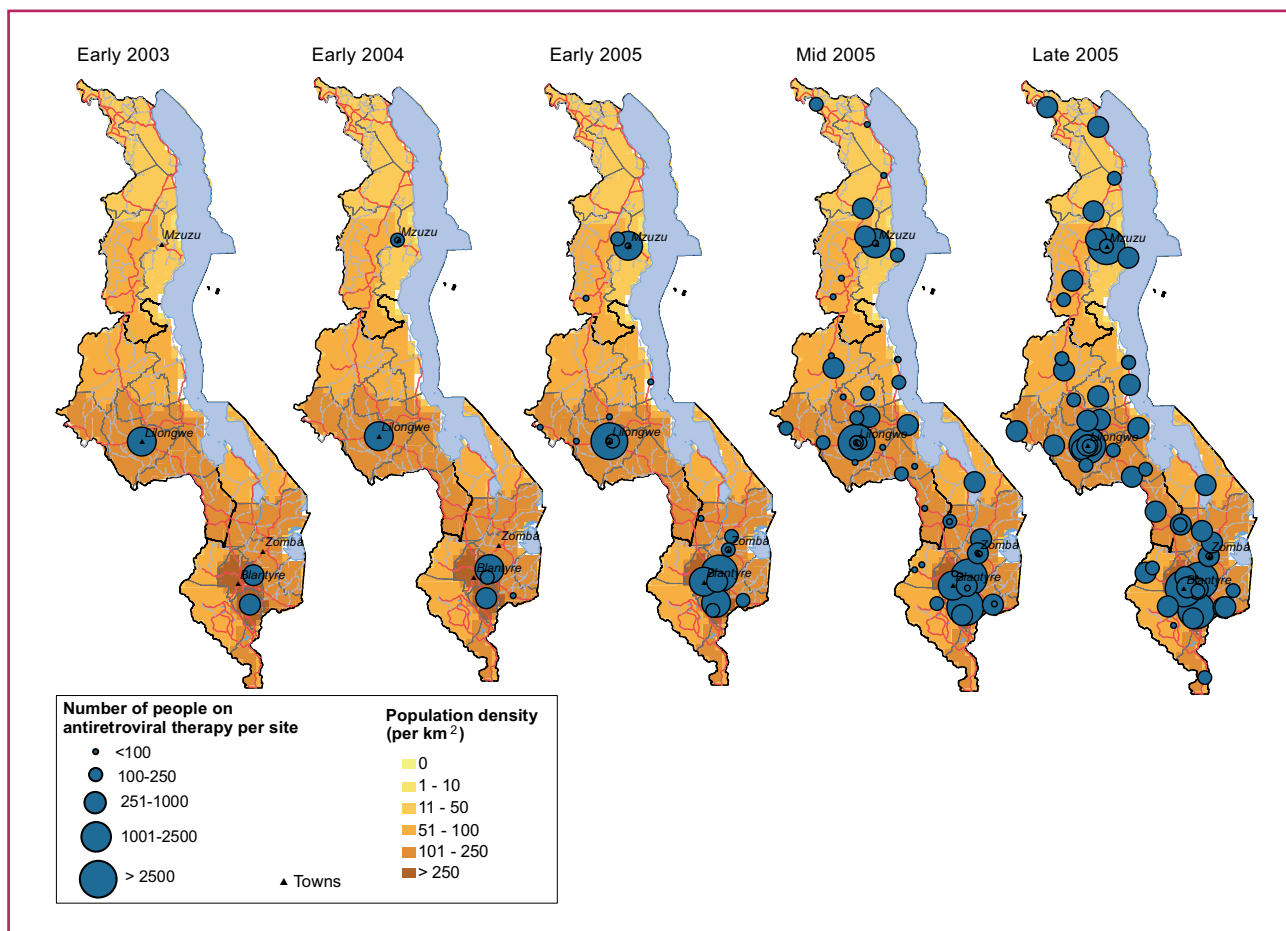 Early 2003
Early 2004
Early 2005
Mid 2005
Late 2005
Mzuzu
Lilongwe
Zomba
Blantyre
Mzuzu
Lilongwe
Zomba
Blantyre
Mzuzu
Lilongwe
Zomba
Blantyre
Mzuzu
Lilongwe
Zomba
Blantyre
Mzuzu
Lilongwe
Zomba
Blantyre
Number of people on
antiretroviral therapy per site
<100
100-250
251-1000
1001-2500
> 2500
Towns
Population density
(per km²)
0
1 - 10
11 - 50
51 - 100
101 - 250
> 250